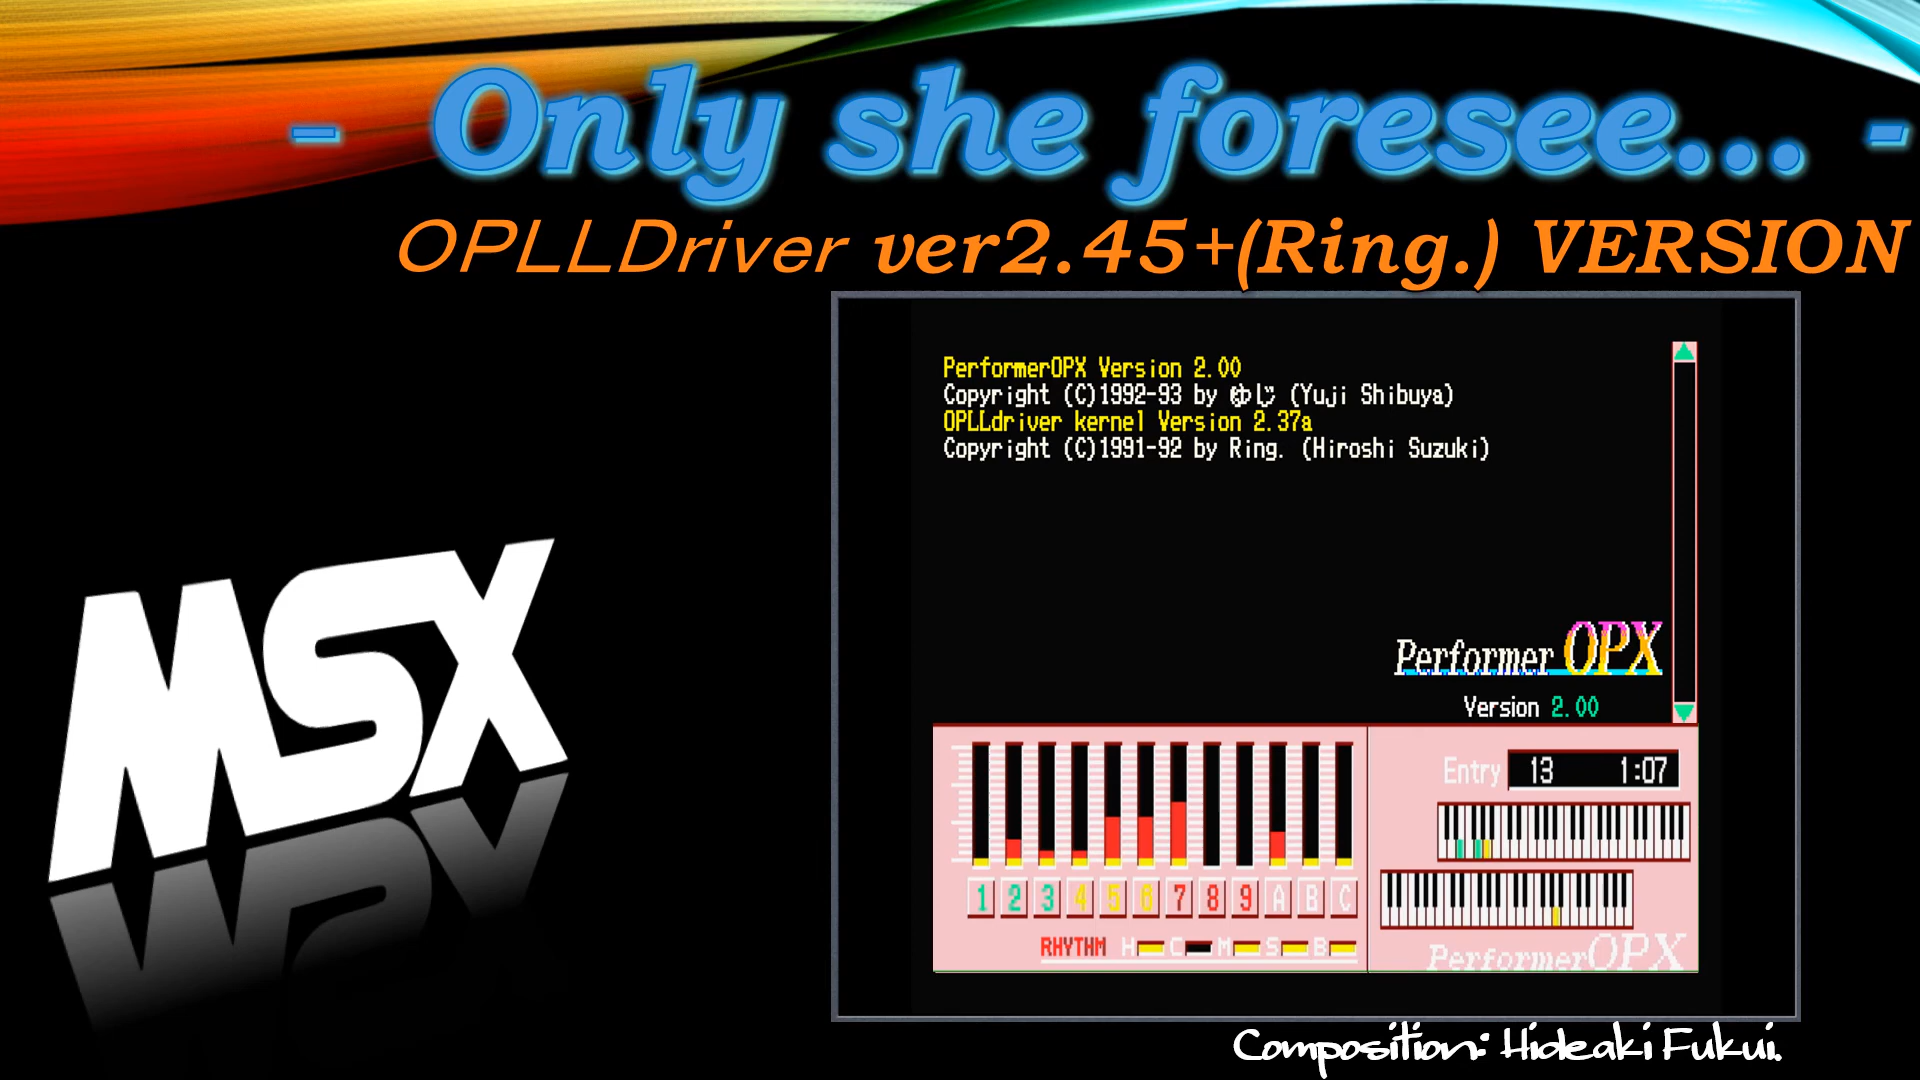 - Only she foresee... -
OPLLDriver ver2.45+(Ring.) VERSION
PerformerOPX Version 2.00
Copyright (C)1992-93 by ゆじ (Yuji Shibuya)
OPLLdriver kernel Version 2.37a
Copyright (C)1991-92 by Ring. (Hiroshi Suzuki)
Performer OPX
Version 2.00
MSX
Entry 13 1:07
1 2 3 4 5 6 7 8 9 A B C
RHYTHM H C M S B
PerformerOPX
Composition: Hideaki Fukui.